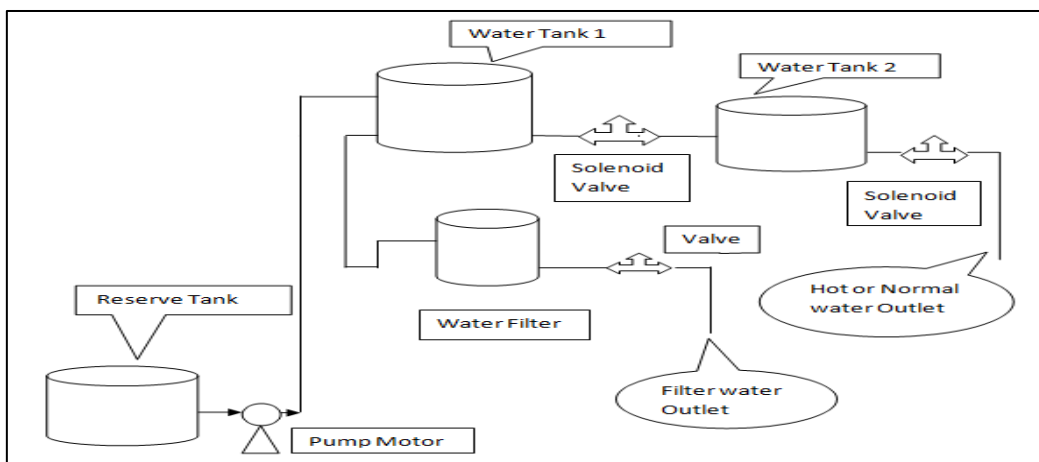 Water Tank 1
Water Tank 2
Solenoid
Valve
Solenoid
Valve
Valve
Reserve Tank
Hot or Normal
water Outlet
Water Filter
Filter water
Outlet
Pump Motor